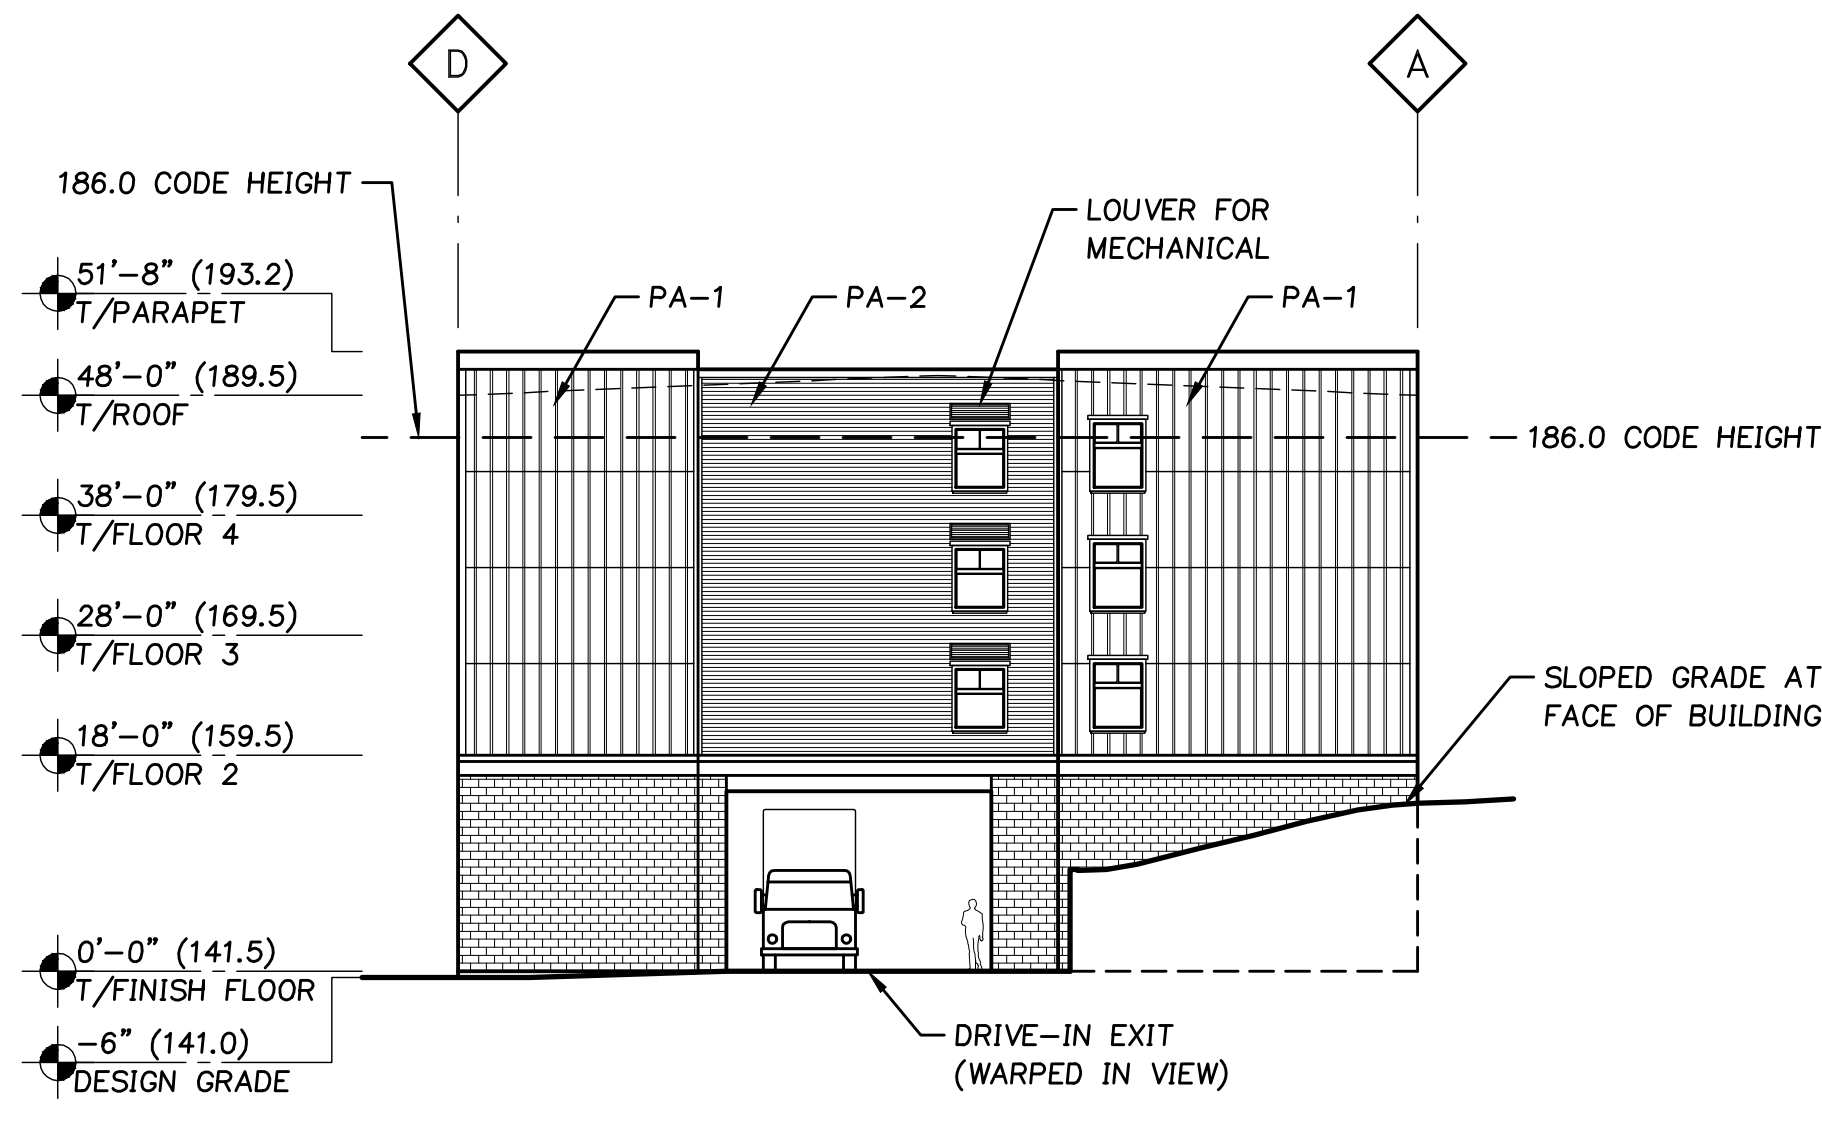 D
A
186.0 CODE HEIGHT
LOUVER FOR
MECHANICAL
51'-8" (193.2)
T/PARAPET
PA-1
PA-2
PA-1
48'-0" (189.5)
T/ROOF
186.0 CODE HEIGHT
38'-0" (179.5)
T/FLOOR 4
28'-0" (169.5)
T/FLOOR 3
SLOPED GRADE AT
FACE OF BUILDING
18'-0" (159.5)
T/FLOOR 2
0'-0" (141.5)
T/FINISH FLOOR
-6" (141.0)
DESIGN GRADE
DRIVE-IN EXIT
(WARPED IN VIEW)